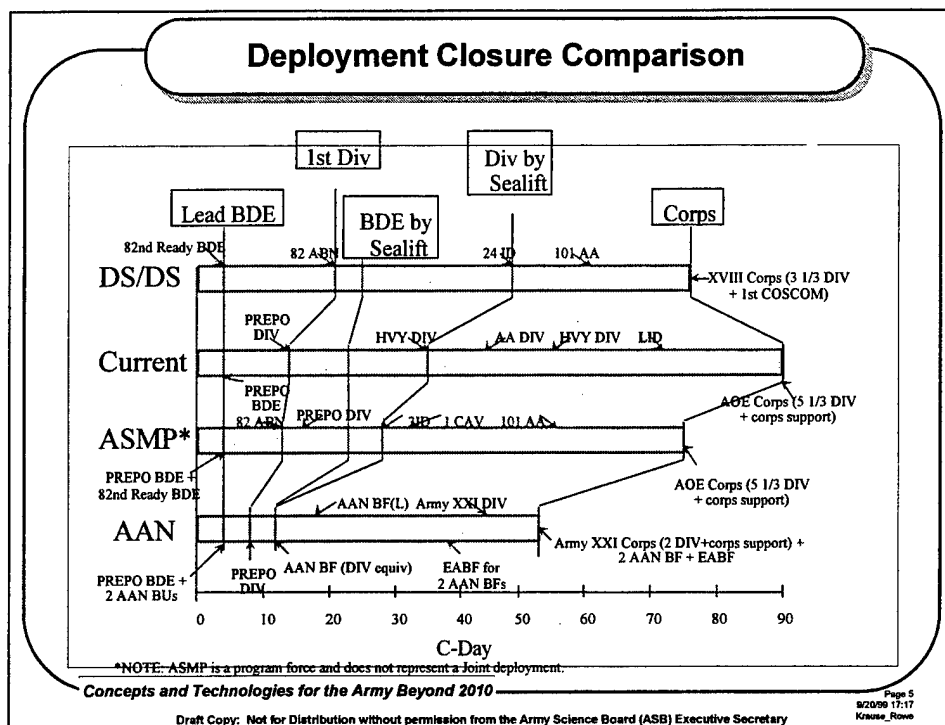 Deployment Closure Comparison
1st Div
Div by
Sealift
Lead BDE
BDE by
Sealift
Corps
82nd Ready BDE
82 ABN
24 ID
101 AA
DS/DS
XVIII Corps (3 1/3 DIV
+ 1st COSCOM)
PREPO
DIV
HVY DIV
AA DIV
HVY DIV
LID
Current
PREPO
BDE
AOE Corps (5 1/3 DIV
+ corps support)
82 ABN
PREPO DIV
2ID
1 CAV
101 AA
ASMP*
PREPO BDE +
82nd Ready BDE
AOE Corps (5 1/3 DIV
+ corps support)
AAN BF(L)
Army XXI DIV
AAN
Army XXI Corps (2 DIV+corps support) +
2 AAN BF + EABF
PREPO BDE +
2 AAN BUs
PREPO
DIV
AAN BF (DIV equiv)
EABF for
2 AAN BFs
0 10 20 30 40 50 60 70 80 90
C-Day
*NOTE: ASMP is a program force and does not represent a Joint deployment.
Concepts and Technologies for the Army Beyond 2010
Page 5
9/20/99 17:17
Krause_Rowe
Draft Copy: Not for Distribution without permission from the Army Science Board (ASB) Executive Secretary